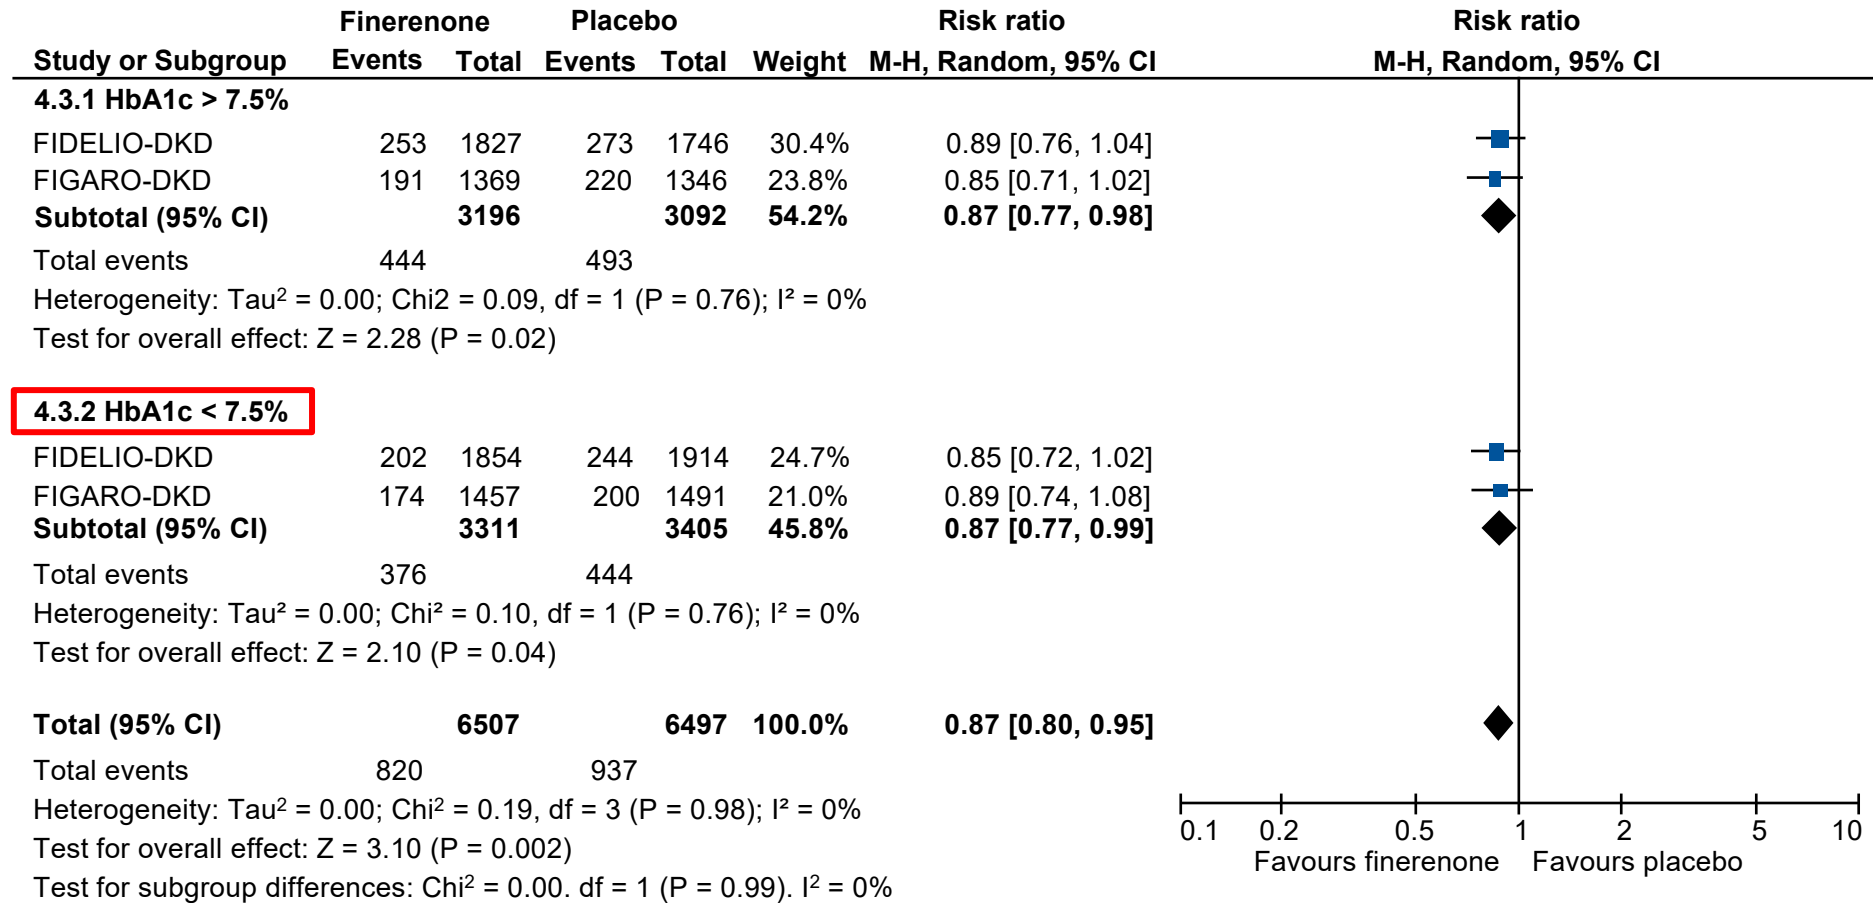 Finerenone Placebo Risk ratio Risk ratio
Study or Subgroup Events Total Events Total Weight M-H, Random, 95% CI M-H, Random, 95% CI
4.3.1 HbA1c > 7.5%
FIDELIO-DKD 253 1827 273 1746 30.4% 0.89 [0.76, 1.04]
FIGARO-DKD 191 1369 220 1346 23.8% 0.85 [0.71, 1.02]
Subtotal (95% CI) 3196 3092 54.2% 0.87 [0.77, 0.98]
Total events 444 493
Heterogeneity: Tau² = 0.00; Chi2 = 0.09, df = 1 (P = 0.76); I² = 0%
Test for overall effect: Z = 2.28 (P = 0.02)
4.3.2 HbA1c < 7.5%
FIDELIO-DKD 202 1854 244 1914 24.7% 0.85 [0.72, 1.02]
FIGARO-DKD 174 1457 200 1491 21.0% 0.89 [0.74, 1.08]
Subtotal (95% CI) 3311 3405 45.8% 0.87 [0.77, 0.99]
Total events 376 444
Heterogeneity: Tau² = 0.00; Chi² = 0.10, df = 1 (P = 0.76); I² = 0%
Test for overall effect: Z = 2.10 (P = 0.04)
Total (95% CI) 6507 6497 100.0% 0.87 [0.80, 0.95]
Total events 820 937
Heterogeneity: Tau² = 0.00; Chi² = 0.19, df = 3 (P = 0.98); I² = 0%
Test for overall effect: Z = 3.10 (P = 0.002)
Test for subgroup differences: Chi² = 0.00. df = 1 (P = 0.99). I² = 0%
0.1 0.2 0.5 1 2 5 10
Favours finerenone Favours placebo